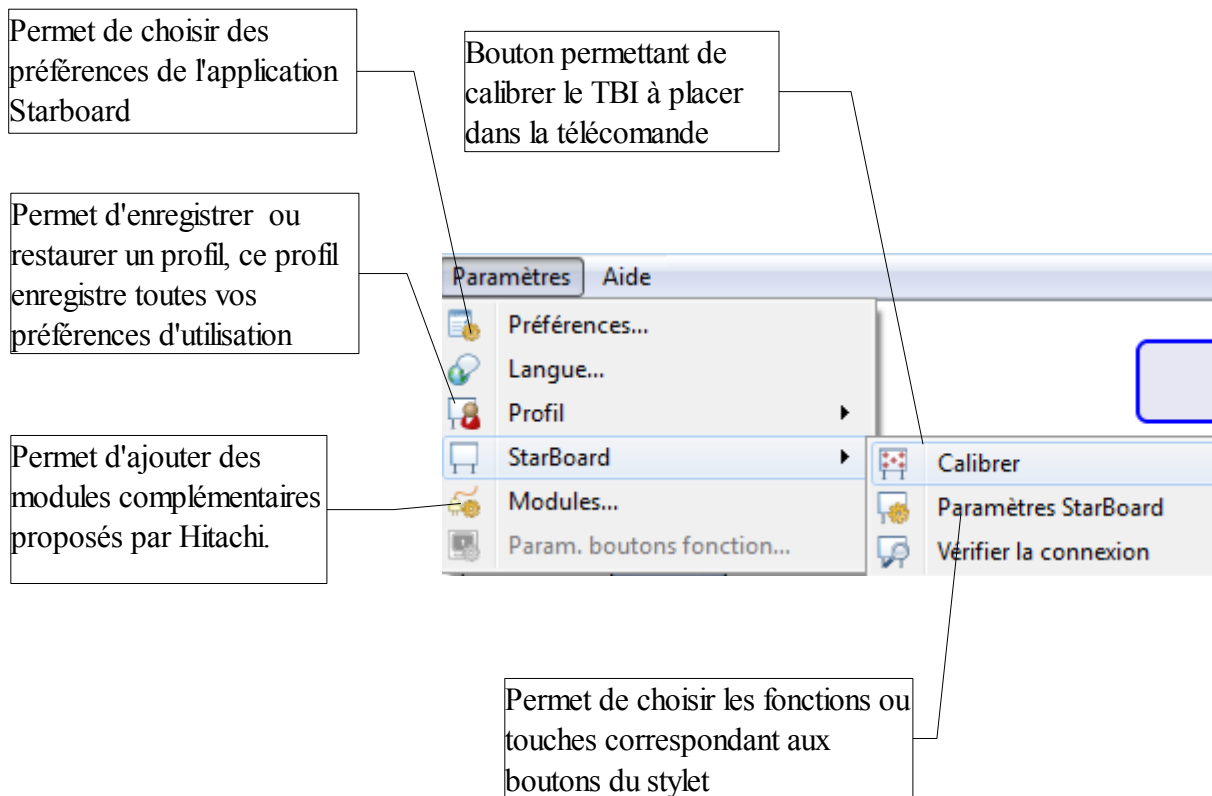 Permet de choisir des
préférences de l'application
Starboard
Bouton permettant de
calibrer le TBI à placer
dans la télécomande
Permet d'enregistrer ou
restaurer un profil, ce profil
enregistre toutes vos
préférences d'utilisation
Permet d'ajouter des
modules complémentaires
proposés par Hitachi.
Paramètres Aide
Préférences...
Langue...
Profil
StarBoard
Modules...
Param. boutons fonction...
Calibrer
Paramètres StarBoard
Vérifier la connexion
Permet de choisir les fonctions ou
touches correspondant aux
boutons du stylet